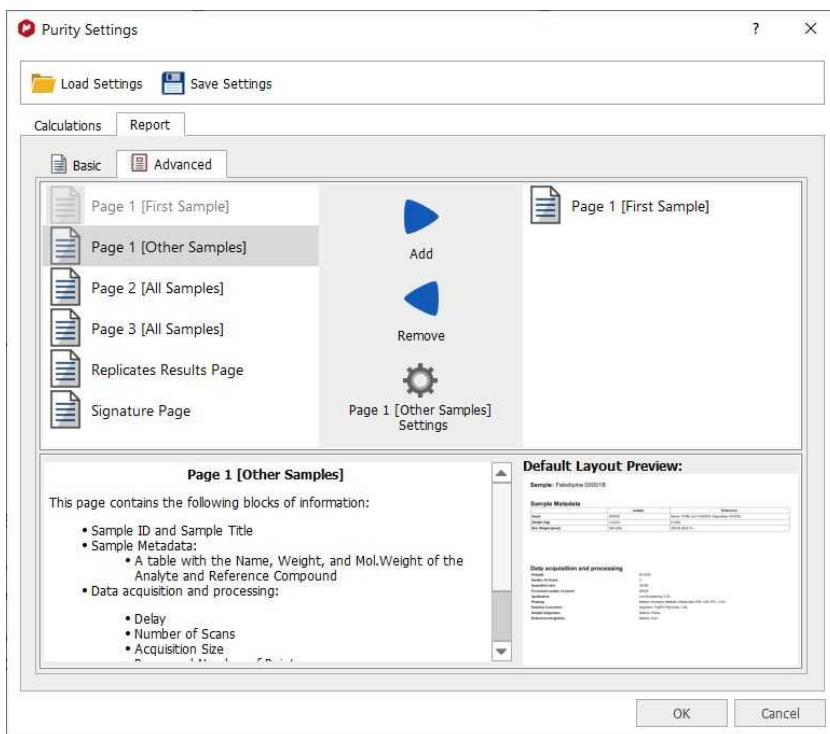 Purity Settings
Load Settings
Save Settings
Calculations
Report
Basic
Advanced
Page 1 [First Sample]
Page 1 [Other Samples]
Page 2 [All Samples]
Page 3 [All Samples]
Replicates Results Page
Signature Page
Add
Remove
Page 1 [Other Samples]
Settings
Page 1 [First Sample]
Page 1 [Other Samples]
This page contains the following blocks of information:
• Sample ID and Sample Title
• Sample Metadata:
• A table with the Name, Weight, and Mol.Weight of the
Analyte and Reference Compound
• Data acquisition and processing:
• Delay
• Number of Scans
• Acquisition Size
Default Layout Preview:
Sample: Felodipine 00001B
Sample Metadata
Data acquisition and processing
OK
Cancel